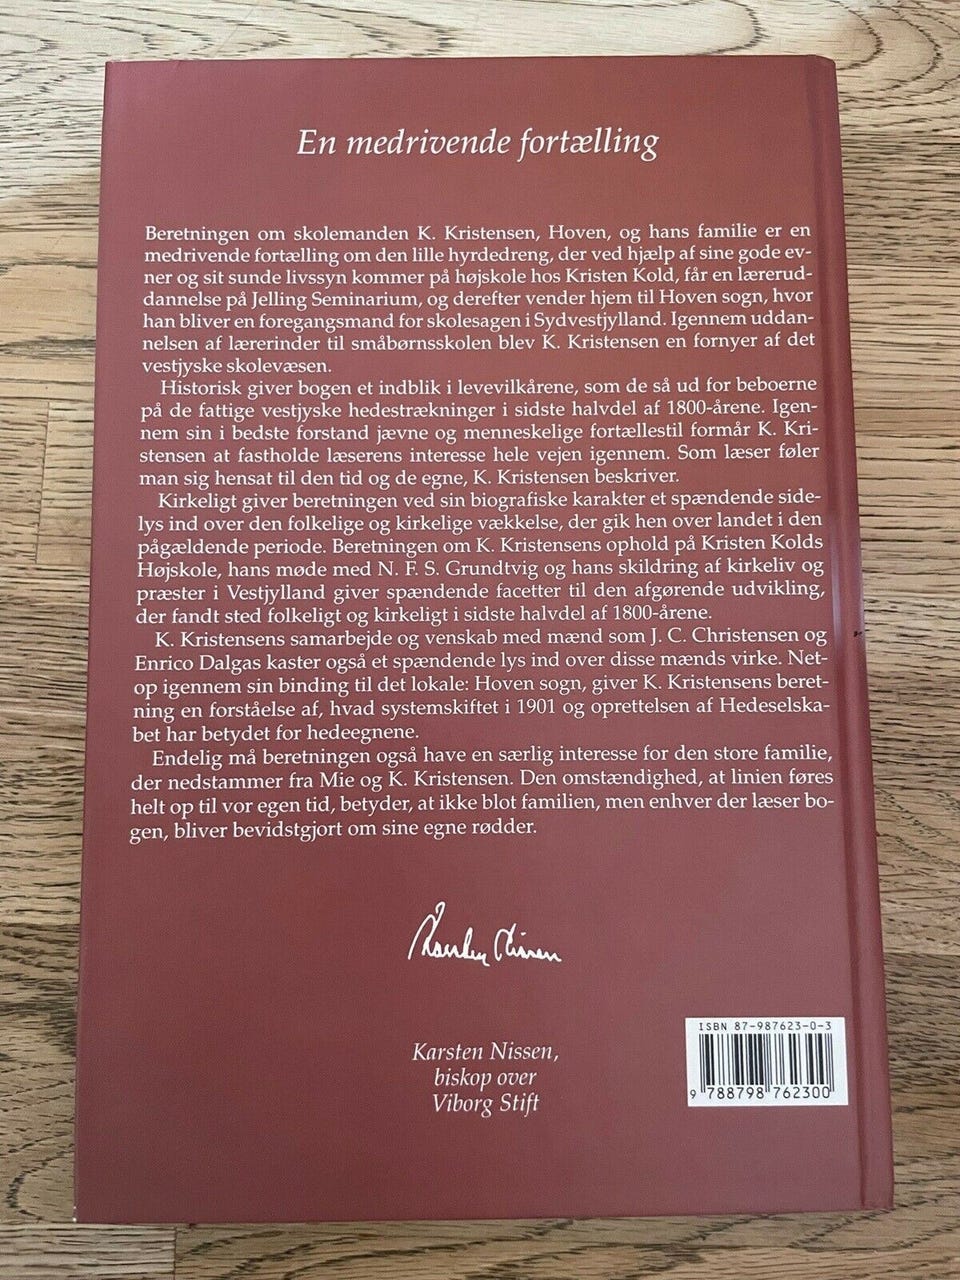 En medrivende fortælling
Beretningen om skolemanden K. Kristensen, Hoven, og hans familie er en
medrivende fortælling om den lille hyrdedreng, der ved hjælp af sine gode ev-
ner og sit sunde livssyn kommer på højskole hos Kristen Kold, får en lærerud-
dannelse på Jelling Seminarium, og derefter vender hjem til Hoven sogn, hvor
han bliver en foregangsmand for skolesagen i Sydvestjylland. Igennem uddan-
nelsen af lærerinder til småbørnsskolen blev K. Kristensen en fornyer af det
vestjyske skolevæsen.
Historisk giver bogen et indblik i levevilkårene, som de så ud for beboerne
på de fattige vestjyske hedestrækninger i sidste halvdel af 1800-årene. Igen-
nem sin i bedste forstand jævne og menneskelige fortællestil formår K. Kri-
stensen at fastholde læserens interesse hele vejen igennem. Som læser føler
man sig hensat til den tid og de egne, K. Kristensen beskriver.
Kirkeligt giver beretningen ved sin biografiske karakter et spændende side-
lys ind over den folkelige og kirkelige vækkelse, der gik hen over landet i den
pågældende periode. Beretningen om K. Kristensens ophold på Kristen Kolds
Højskole, hans møde med N. F. S. Grundtvig og hans skildring af kirkeliv og
præster i Vestjylland giver spændende facetter til den afgørende udvikling,
der fandt sted folkeligt og kirkeligt i sidste halvdel af 1800-årene.
K. Kristensens samarbejde og venskab med mænd som J. C. Christensen og
Enrico Dalgas kaster også et spændende lys ind over disse mænds virke. Net-
op igennem sin binding til det lokale: Hoven sogn, giver K. Kristensens beret-
ning en forståelse af, hvad systemskiftet i 1901 og oprettelsen af Hedeselska-
bet har betydet for hedeegnene.
Endelig må beretningen også have en særlig interesse for den store familie,
der nedstammer fra Mie og K. Kristensen. Den omstændighed, at linien føres
helt op til vor egen tid, betyder, at ikke blot familien, men enhver der læser bo-
gen, bliver bevidstgjort om sine egne rødder.
Karsten Nissen
Karsten Nissen,
biskop over
Viborg Stift
ISBN 87-987623-0-3
9 788798 762300